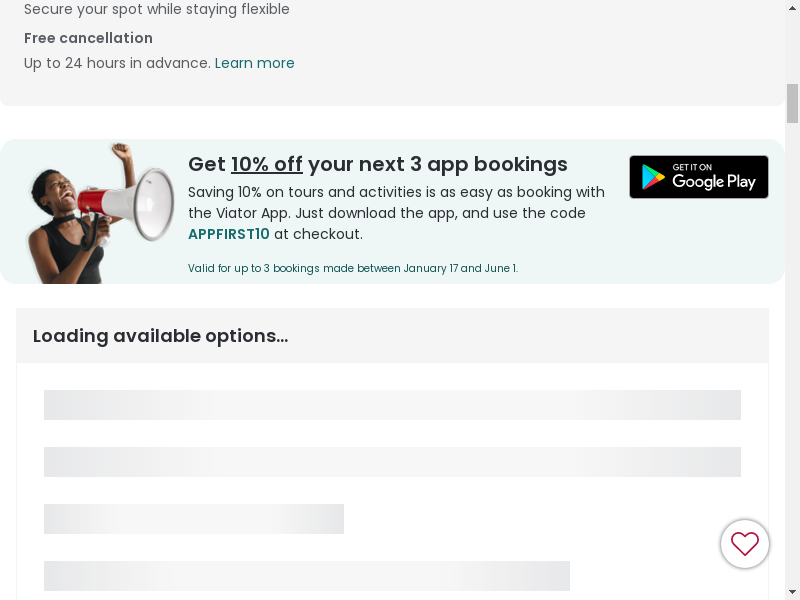 Secure your spot while staying flexible
Free cancellation
Up to 24 hours in advance. Learn more
Get 10% off your next 3 app bookings
Saving 10% on tours and activities is as easy as booking with
the Viator App. Just download the app, and use the code
APPFIRST10 at checkout.
Valid for up to 3 bookings made between January 17 and June 1.
GET IT ON
Google Play
Loading available options...